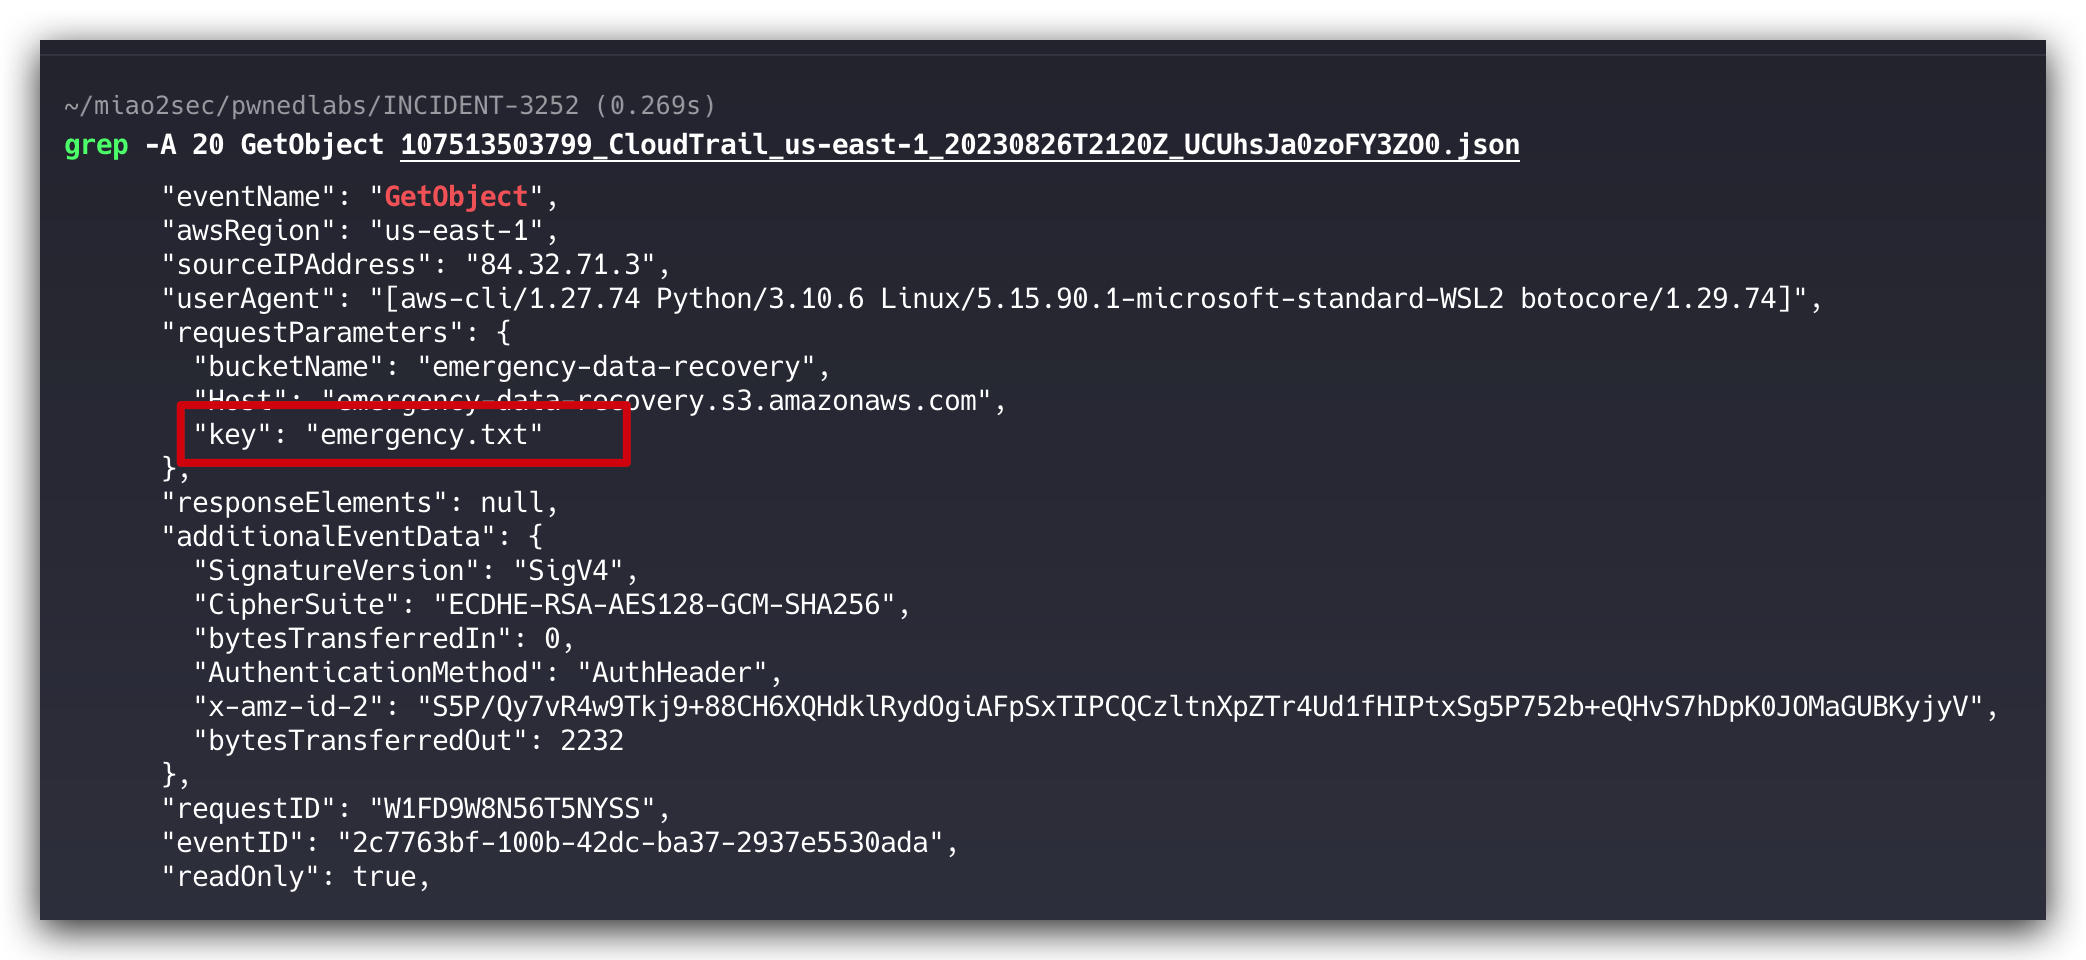 ~/miao2sec/pwnedlabs/INCIDENT-3252 (0.269s)
grep -A 20 GetObject 107513503799_CloudTrail_us-east-1_20230826T2120Z_UCUhsJa0zoFY3ZO0.json
"eventName": "GetObject",
"awsRegion": "us-east-1",
"sourceIPAddress": "84.32.71.3",
"userAgent": "[aws-cli/1.27.74 Python/3.10.6 Linux/5.15.90.1-microsoft-standard-WSL2 botocore/1.29.74]",
"requestParameters": {
"bucketName": "emergency-data-recovery",
"Host": "emergency-data-recovery.s3.amazonaws.com",
"key": "emergency.txt"
},
"responseElements": null,
"additionalEventData": {
"SignatureVersion": "SigV4",
"CipherSuite": "ECDHE-RSA-AES128-GCM-SHA256",
"bytesTransferredIn": 0,
"AuthenticationMethod": "AuthHeader",
"x-amz-id-2": "S5P/Qy7vR4w9Tkj9+88CH6XQHdklRydOgiAFpSxTIPCQCzltnXpZTr4Ud1fHIPtxSg5P752b+eQHvS7hDpK0JOMaGUBKyjyV",
"bytesTransferredOut": 2232
},
"requestID": "W1FD9W8N56T5NYSS",
"eventID": "2c7763bf-100b-42dc-ba37-2937e5530ada",
"readOnly": true,